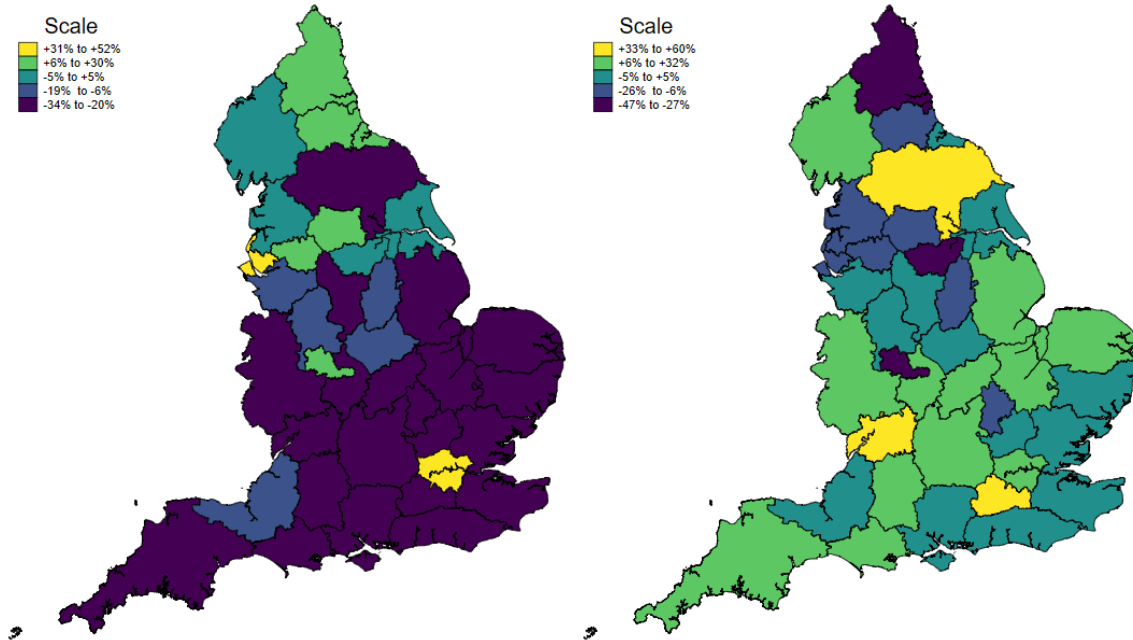 Scale
+31% to +52%
+6% to +30%
-5% to +5%
-19% to -6%
-34% to -20%
Scale
+33% to +60%
+6% to +32%
-5% to +5%
-26% to -6%
-47% to -27%